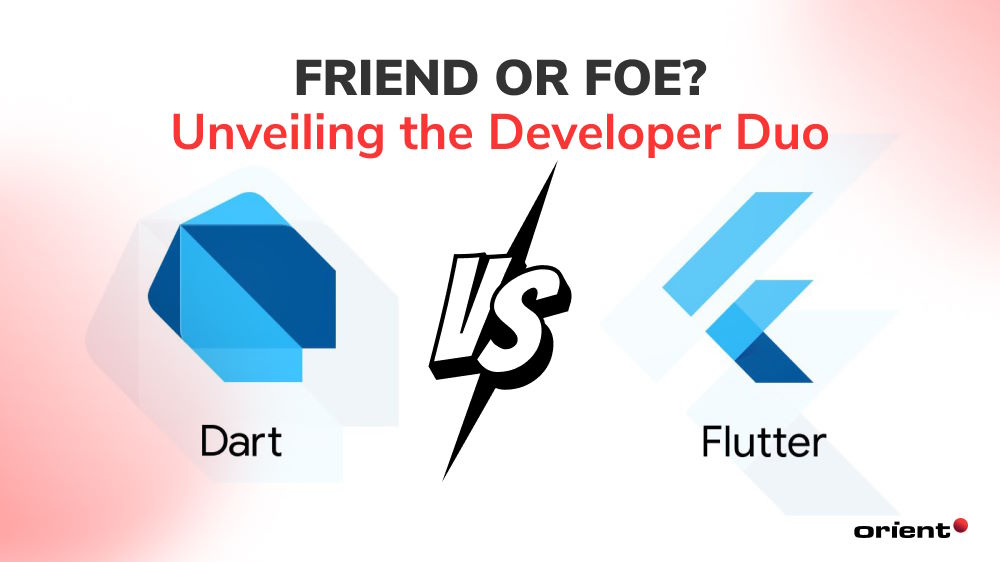 FRIEND OR FOE?
Unveiling the Developer Duo
VS
Dart
Flutter
orient